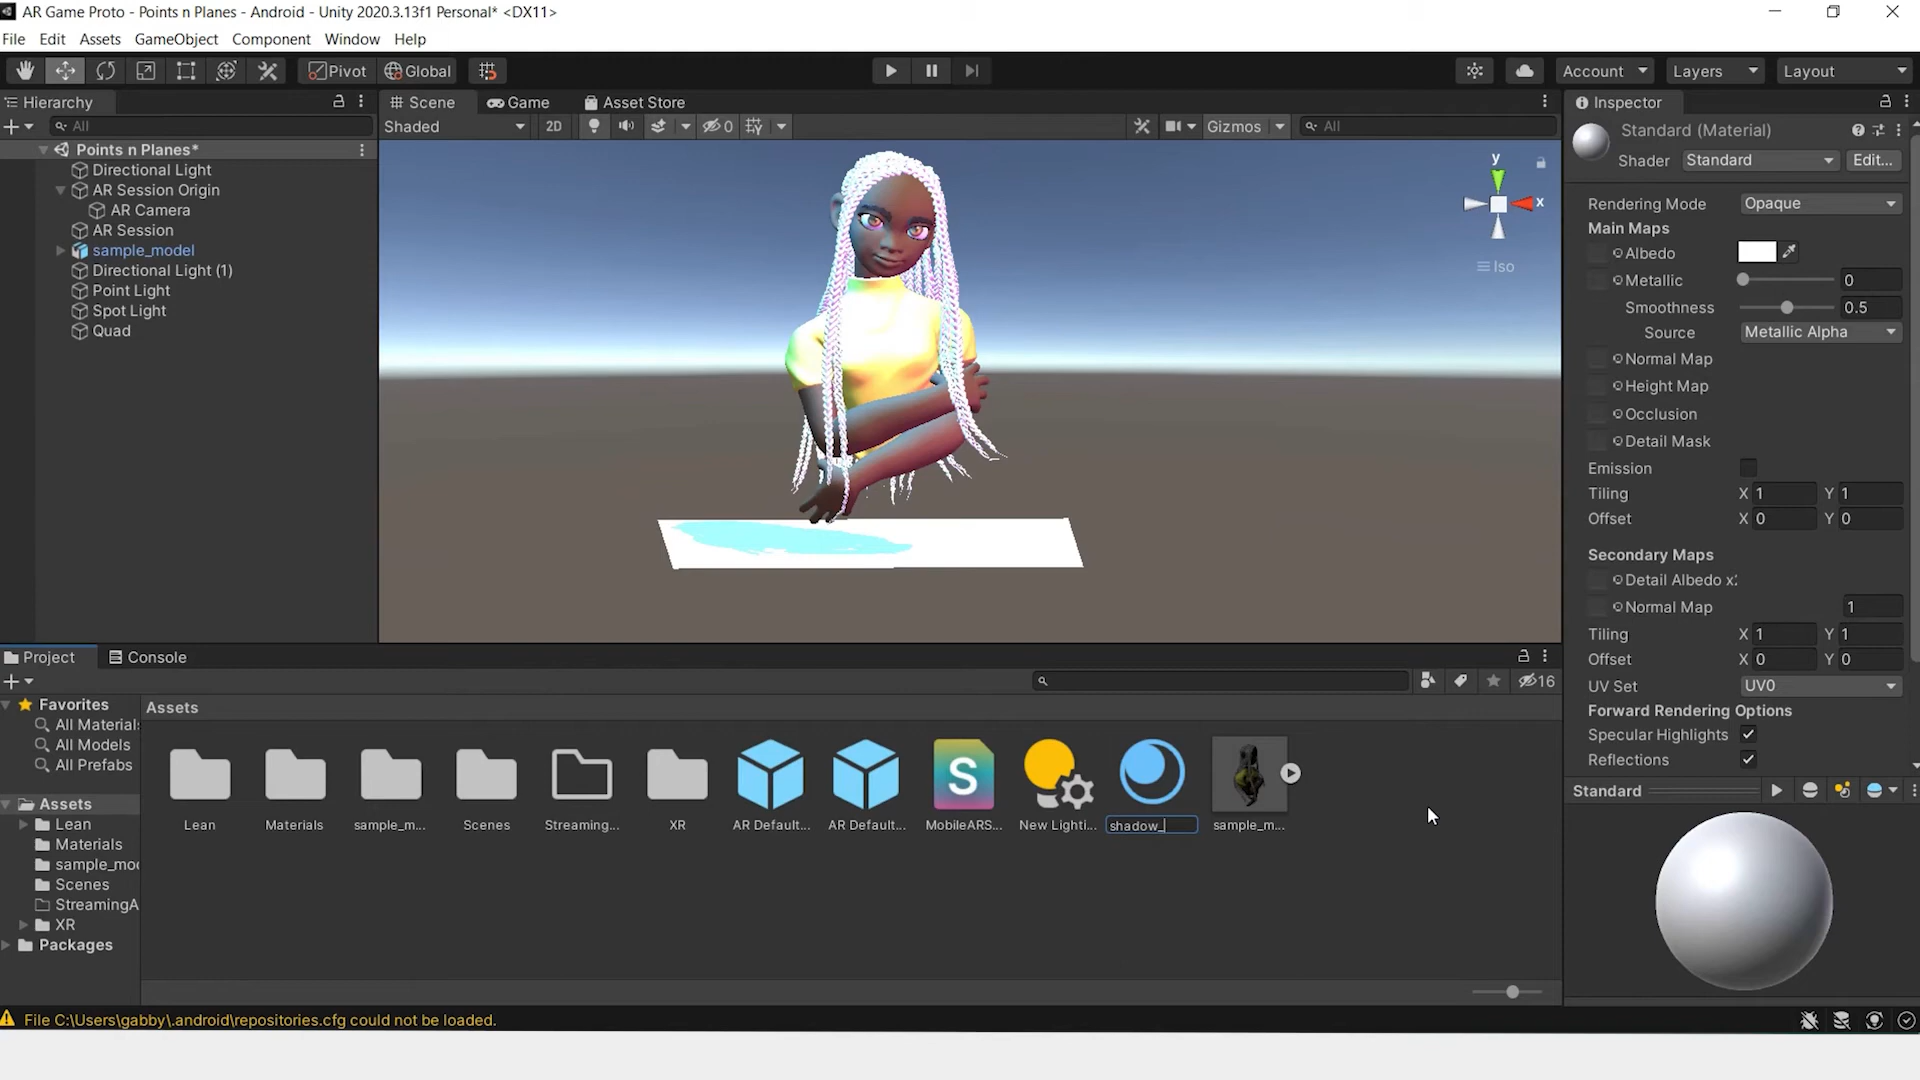 AR Game Proto - Points n Planes - Android - Unity 2020.3.13f1 Personal* <DX11>
File Edit Assets GameObject Component Window Help
Pivot Global Account Layers Layout
Hierarchy
All
Points n Planes*
Directional Light
AR Session Origin
AR Camera
AR Session
sample_model
Directional Light (1)
Point Light
Spot Light
Quad
Scene Game Asset Store
Shaded 2D 0 Gizmos All
y
x
Iso
Inspector
Standard (Material)
Shader Standard Edit...
Rendering Mode Opaque
Main Maps
Albedo
Metallic 0
Smoothness 0.5
Source Metallic Alpha
Normal Map
Height Map
Occlusion
Detail Mask
Emission
Tiling X 1 Y 1
Offset X 0 Y 0
Secondary Maps
Detail Albedo x:
Normal Map 1
Tiling X 1 Y 1
Offset X 0 Y 0
UV Set UV0
Forward Rendering Options
Specular Highlights
Reflections
Standard
Project Console
16
Favorites
All Material
All Models
All Prefabs
Assets
Lean
Materials
sample_mo
Scenes
StreamingA
XR
Packages
Assets
Lean Materials sample_m... Scenes Streaming... XR AR Default... AR Default... MobileARS... New Lighti... shadow_ sample_m...
S
File C:\Users\gabby\.android\repositories.cfg could not be loaded.